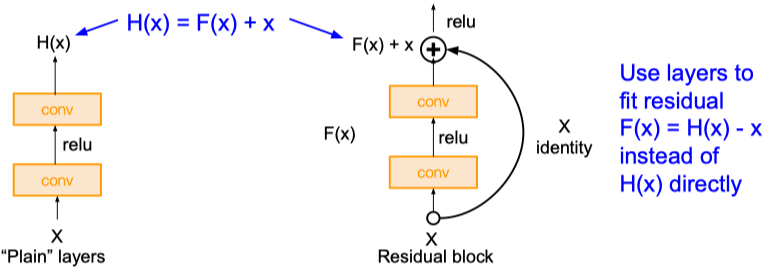 H(x) = F(x) + x
H(x)
conv
relu
conv
X
"Plain" layers
relu
F(x) + x
+
conv
F(x)
relu
conv
X
identity
X
Residual block
Use layers to
fit residual
F(x) = H(x) - x
instead of
H(x) directly